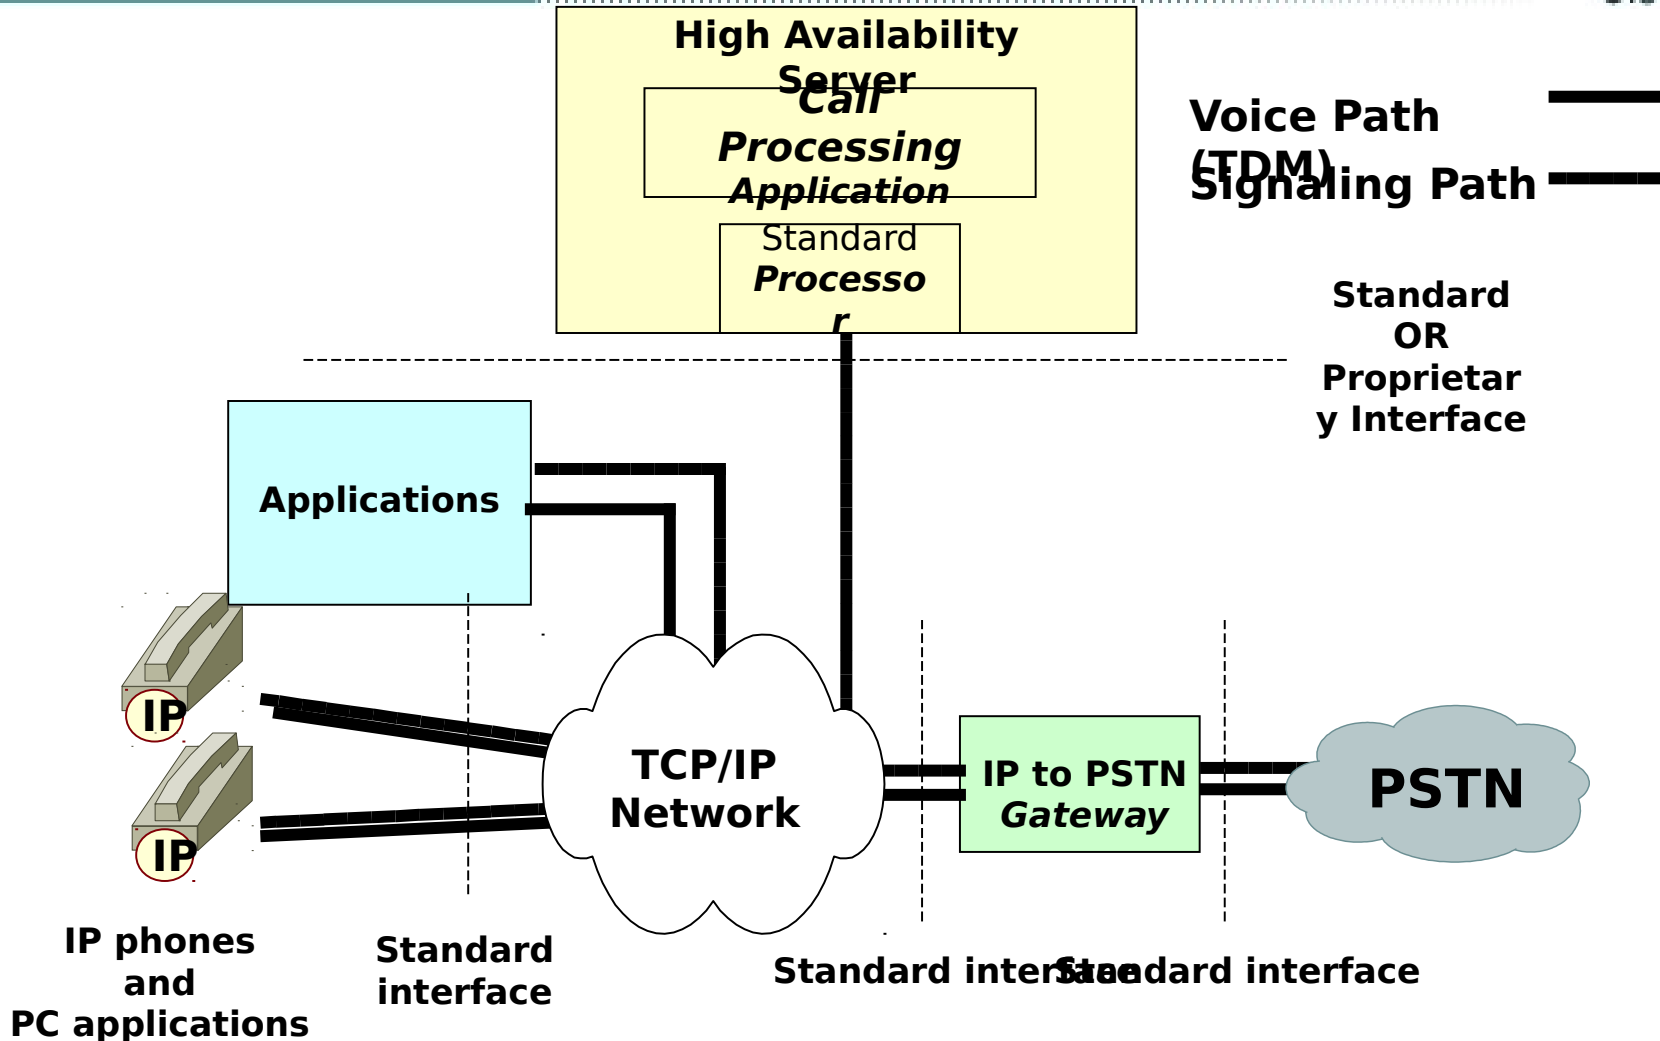 High Availability
Server
Call
Processing
Application
Standard
Processo
r
Voice Path
(TDM)
Signaling Path
Standard
OR
Proprietar
y Interface
Applications
IP
IP
TCP/IP
Network
IP to PSTN
Gateway
PSTN
IP phones
and
PC applications
Standard
interface
Standard interface
Standard interface